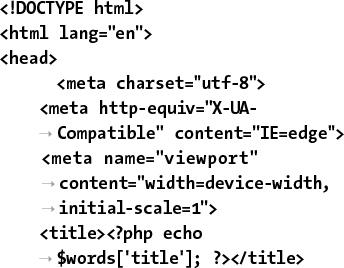 <!DOCTYPE html>
<html lang="en">
<head>
<meta charset="utf-8">
<meta http-equiv="X-UA-
→ Compatible" content="IE=edge">
<meta name="viewport"
→ content="width=device-width,
→ initial-scale=1">
<title><?php echo
→ $words['title']; ?></title>